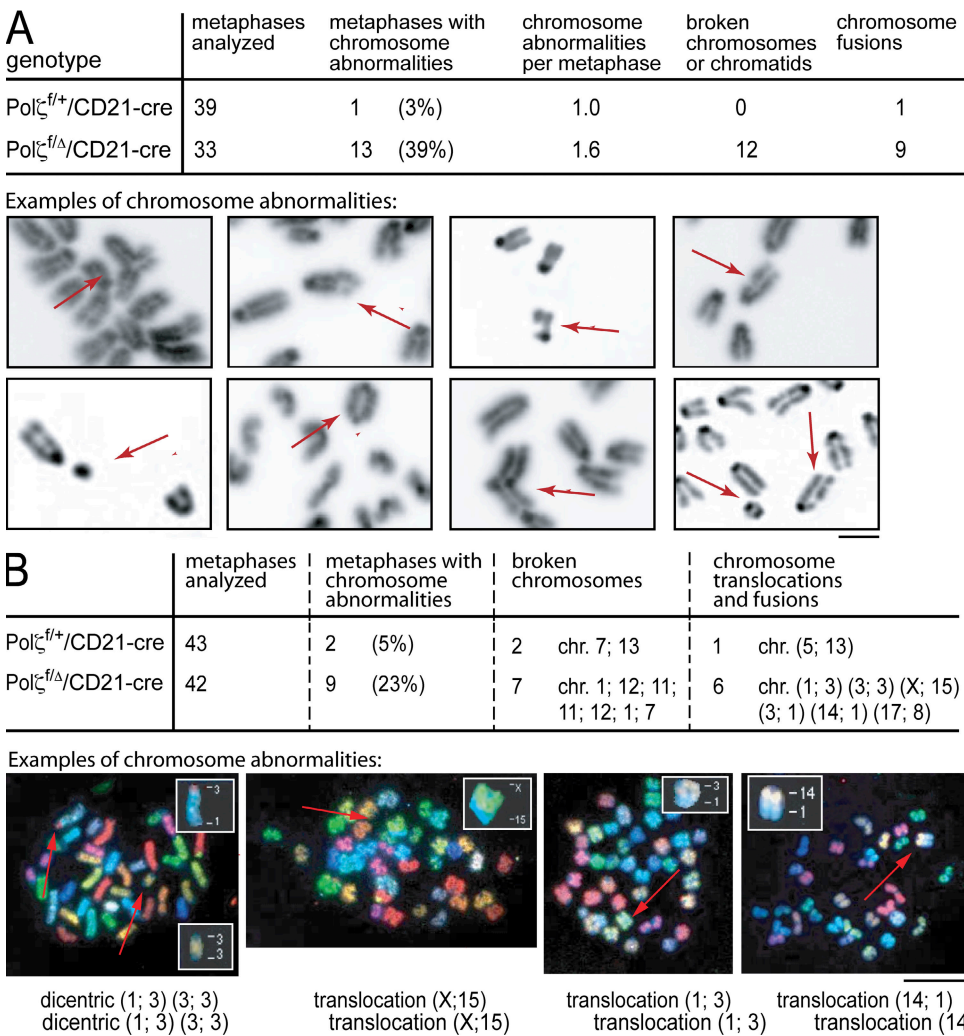 A
genotype
metaphases analyzed
metaphases with chromosome abnormalities
chromosome abnormalities per metaphase
broken chromosomes or chromatids
chromosome fusions
Polζf/+/CD21-cre 39 1 (3%) 1.0 0 1
Polζf/Δ/CD21-cre 33 13 (39%) 1.6 12 9
Examples of chromosome abnormalities:
B
metaphases analyzed
metaphases with chromosome abnormalities
broken chromosomes
chromosome translocations and fusions
Polζf/+/CD21-cre 43 2 (5%) 2 chr. 7; 13 1 chr. (5; 13)
Polζf/Δ/CD21-cre 42 9 (23%) 7 chr. 1; 12; 11; 6 chr. (1; 3) (3; 3) (X; 15)
11; 12; 1; 7 (3; 1) (14; 1) (17; 8)
Examples of chromosome abnormalities:
-3
-1
-3
-3
-X
-15
-3
-1
-14
-1
dicentric (1; 3) (3; 3) translocation (X;15) translocation (1; 3) translocation (14; 1)
dicentric (1; 3) (3; 3) translocation (X;15) translocation (1; 3) translocation (14